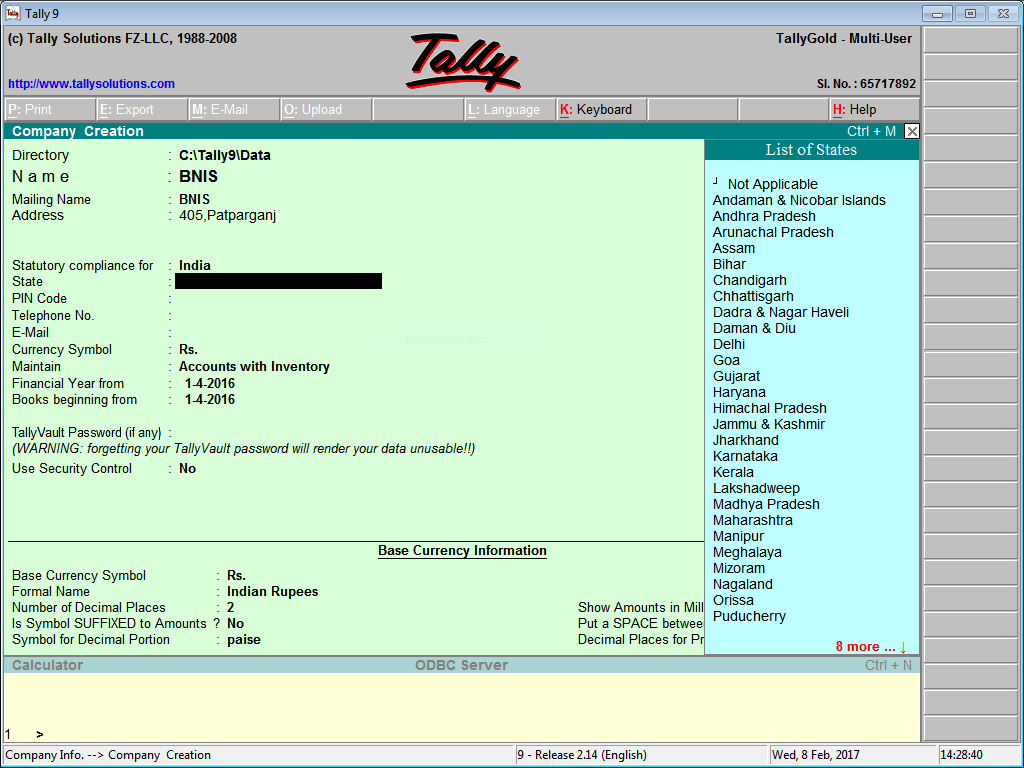 Tally 9
(c) Tally Solutions FZ-LLC, 1988-2008
Tally
TallyGold - Multi-User
http://www.tallysolutions.com
Sl. No. : 65717892
P: Print E: Export M: E-Mail O: Upload L: Language K: Keyboard H: Help
Company Creation Ctrl + M
Directory : C:\Tally9\Data
Name : BNIS
Mailing Name : BNIS
Address : 405,Patparganj
Statutory compliance for : India
State :
PIN Code :
Telephone No. :
E-Mail :
Currency Symbol : Rs.
Maintain : Accounts with Inventory
Financial Year from : 1-4-2016
Books beginning from : 1-4-2016
TallyVault Password (if any) :
(WARNING: forgetting your TallyVault password will render your data unusable!!)
Use Security Control : No
Full-screen Snip
List of States
Not Applicable
Andaman & Nicobar Islands
Andhra Pradesh
Arunachal Pradesh
Assam
Bihar
Chandigarh
Chhattisgarh
Dadra & Nagar Haveli
Daman & Diu
Delhi
Goa
Gujarat
Haryana
Himachal Pradesh
Jammu & Kashmir
Jharkhand
Karnataka
Kerala
Lakshadweep
Madhya Pradesh
Maharashtra
Manipur
Meghalaya
Mizoram
Nagaland
Orissa
Puducherry
8 more ... ↓
Base Currency Information
Base Currency Symbol : Rs.
Formal Name : Indian Rupees
Number of Decimal Places : 2 Show Amounts in Mill
Is Symbol SUFFIXED to Amounts ? No Put a SPACE betwee
Symbol for Decimal Portion : paise Decimal Places for Pr
Calculator ODBC Server Ctrl + N
1 >
Company Info. --> Company Creation 9 - Release 2.14 (English) Wed, 8 Feb, 2017 14:28:40